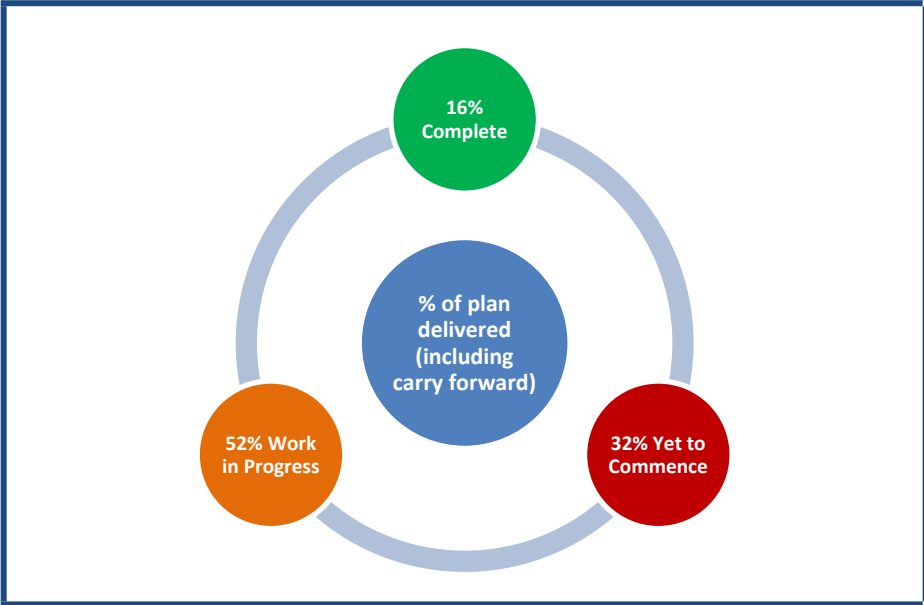 16%
Complete
% of plan
delivered
(including
carry forward)
52% Work
in Progress
32% Yet to
Commence